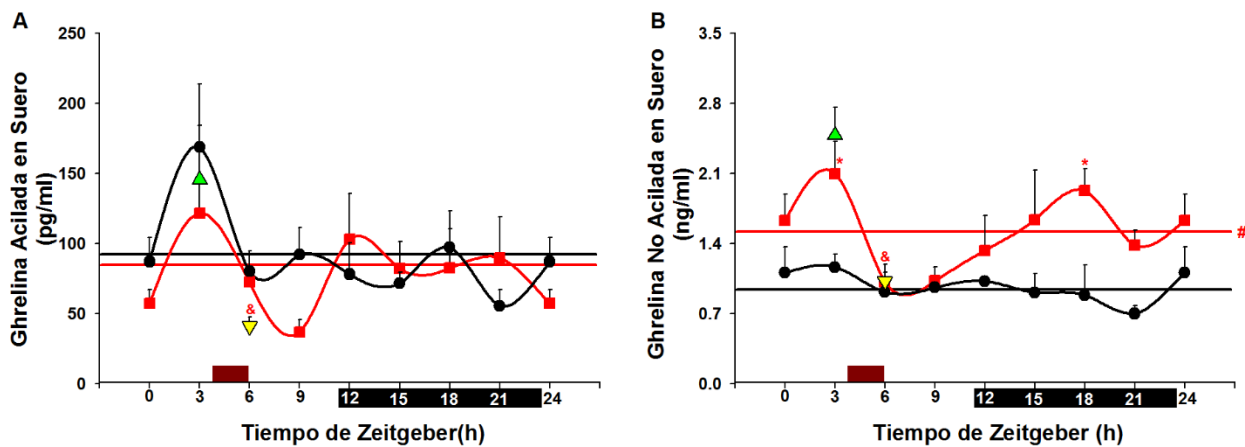 A
Ghrelina Acilada en Suero
(pg/ml)
250
200
150
100
50
0
&
0 3 6 9 12 15 18 21 24
Tiempo de Zeitgeber(h)
B
Ghrelina No Acilada en Suero
(ng/ml)
3.5
2.8
2.1
1.4
0.7
0.0
*
*
&
#
0 3 6 9 12 15 18 21 24
Tiempo de Zeitgeber (h)